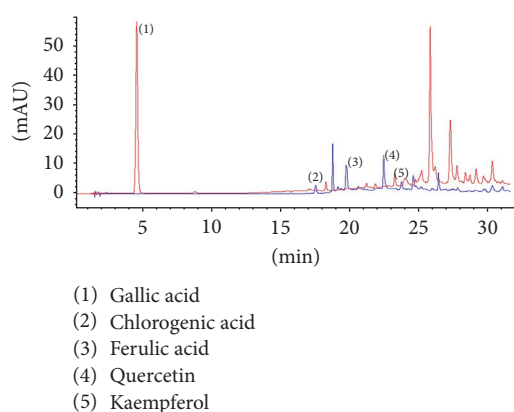 50
40
30
20
10
0
(mAU)
(1)
(2)
(3)
(4)
(5)
5 10 15 20 25 30
(min)
(1) Gallic acid
(2) Chlorogenic acid
(3) Ferulic acid
(4) Quercetin
(5) Kaempferol